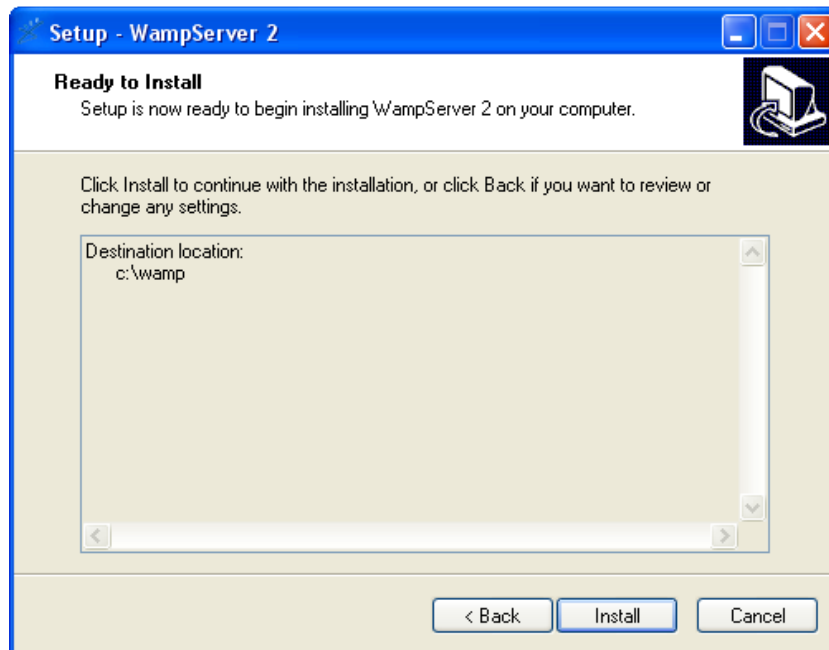 Setup - WampServer 2
Ready to Install
Setup is now ready to begin installing WampServer 2 on your computer.
Click Install to continue with the installation, or click Back if you want to review or
change any settings.
Destination location:
c:\wamp
< Back
Install
Cancel